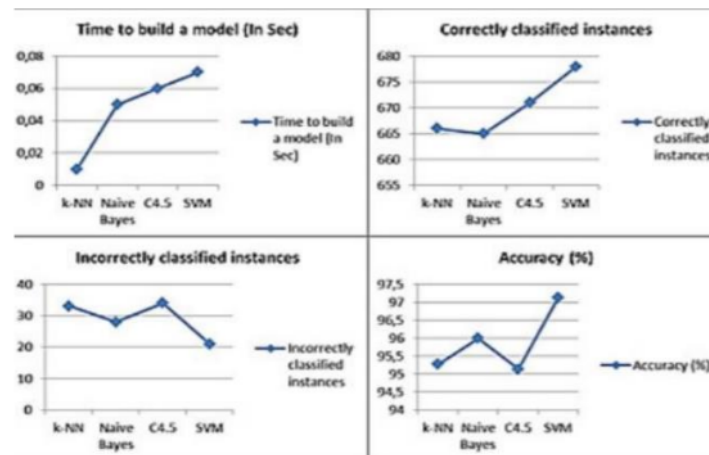 Time to build a model (In Sec)
0,08
0,06
0,04
0,02
0
k-NN Naive Bayes C4.5 SVM
Time to build
a model (In
Sec)
Correctly classified instances
680
675
670
665
660
655
k-NN Naive Bayes C4.5 SVM
Correctly
classified
instances
Incorrectly classified instances
40
30
20
10
0
k-NN Naive Bayes C4.5 SVM
Incorrectly
classified
instances
Accuracy (%)
97,5
97
96,5
96
95,5
95
94,5
94
k-NN Naive Bayes C4.5 SVM
Accuracy (%)